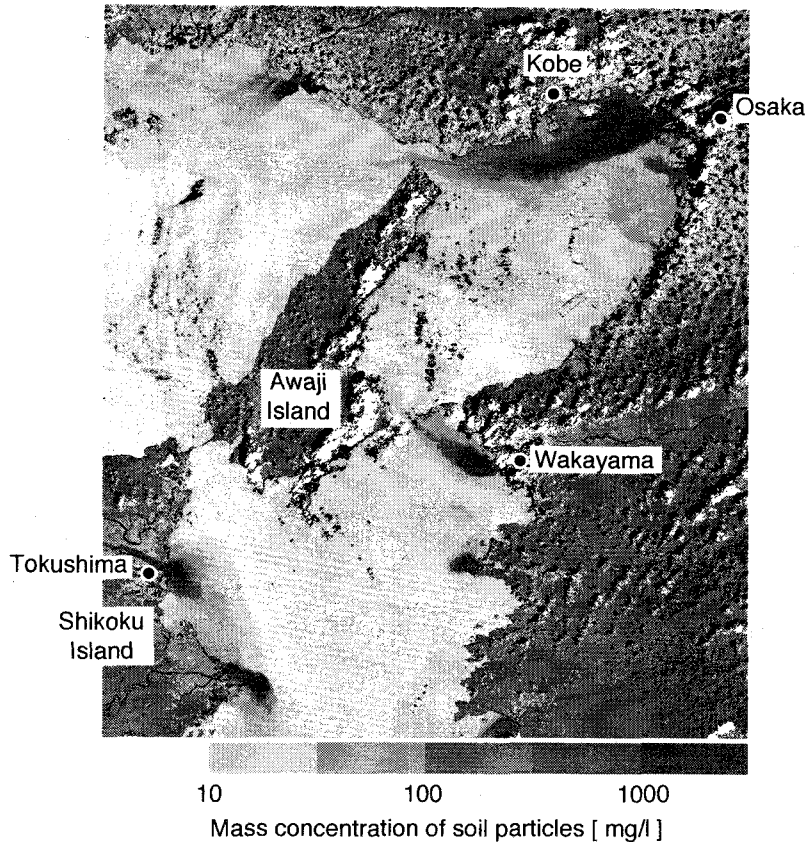 Kobe
Osaka
Awaji
Island
Wakayama
Tokushima
Shikoku
Island
10 100 1000
Mass concentration of soil particles [ mg/l ]